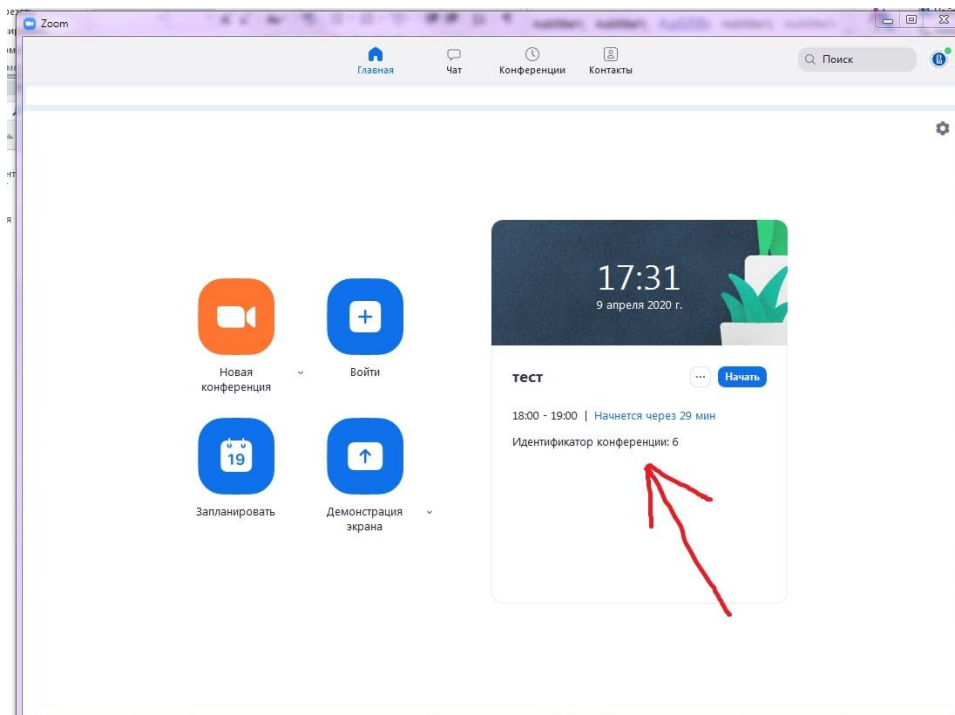 Zoom
Главная
Чат
Конференции
Контакты
Поиск
17:31
9 апреля 2020 г.
Новая
конференция
Войти
тест
Начать
18:00 - 19:00 | Начнется через 29 мин
Идентификатор конференции: 6
19
Запланировать
Демонстрация
экрана